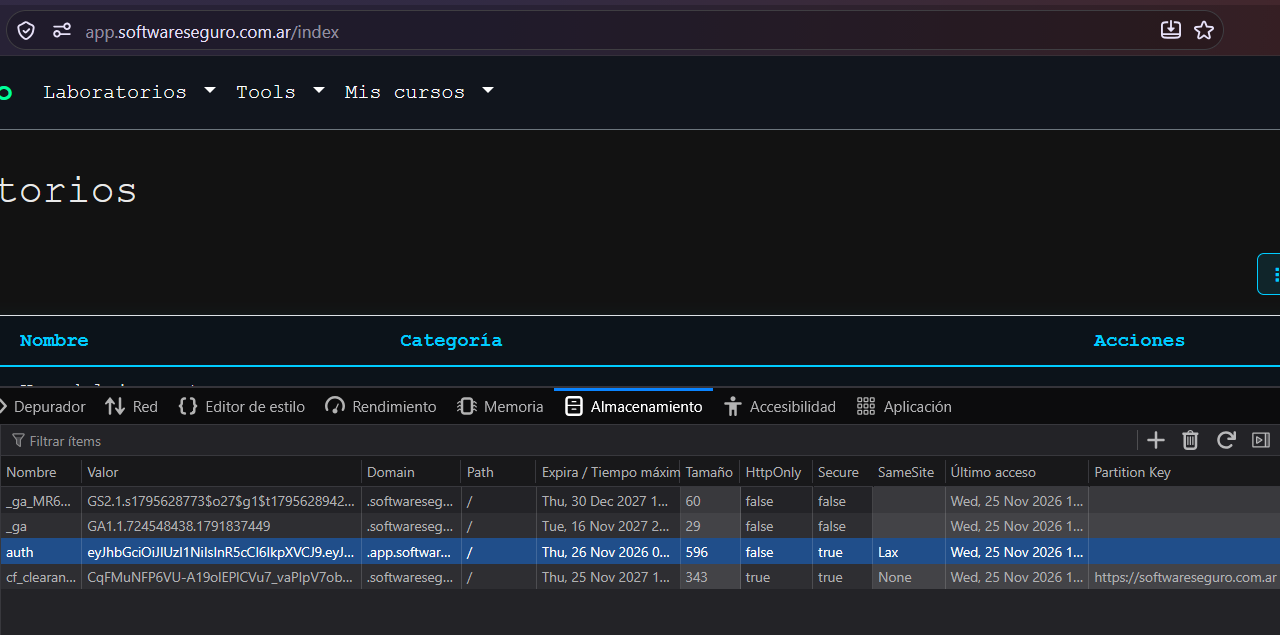 app.softwareseguro.com.ar/index
Laboratorios Tools Mis cursos
torios
Nombre Categoría Acciones
Depurador Red Editor de estilo Rendimiento Memoria Almacenamiento Accesibilidad Aplicación
Filtrar ítems
Nombre Valor Domain Path Expira / Tiempo máxim Tamaño HttpOnly Secure SameSite Último acceso Partition Key
_ga_MR6... GS2.1.s1795628773$o27$g1$t1795628942... .softwareseg... / Thu, 30 Dec 2027 1... 60 false false Wed, 25 Nov 2026 1...
_ga GA1.1.724548438.1791837449 .softwareseg... / Tue, 16 Nov 2027 2... 29 false false Wed, 25 Nov 2026 1...
auth eyJhbGciOiJIUzI1NiIsInR5cCI6IkpXVCJ9.eyJ... .app.softwar... / Thu, 26 Nov 2026 0... 596 false true Lax Wed, 25 Nov 2026 1...
cf_clearan... CqFMuNFP6VU-A19olEPlCVu7_vaPlpV7ob... .softwareseg... / Thu, 25 Nov 2027 1... 343 true true None Wed, 25 Nov 2026 1... https://softwareseguro.com.ar